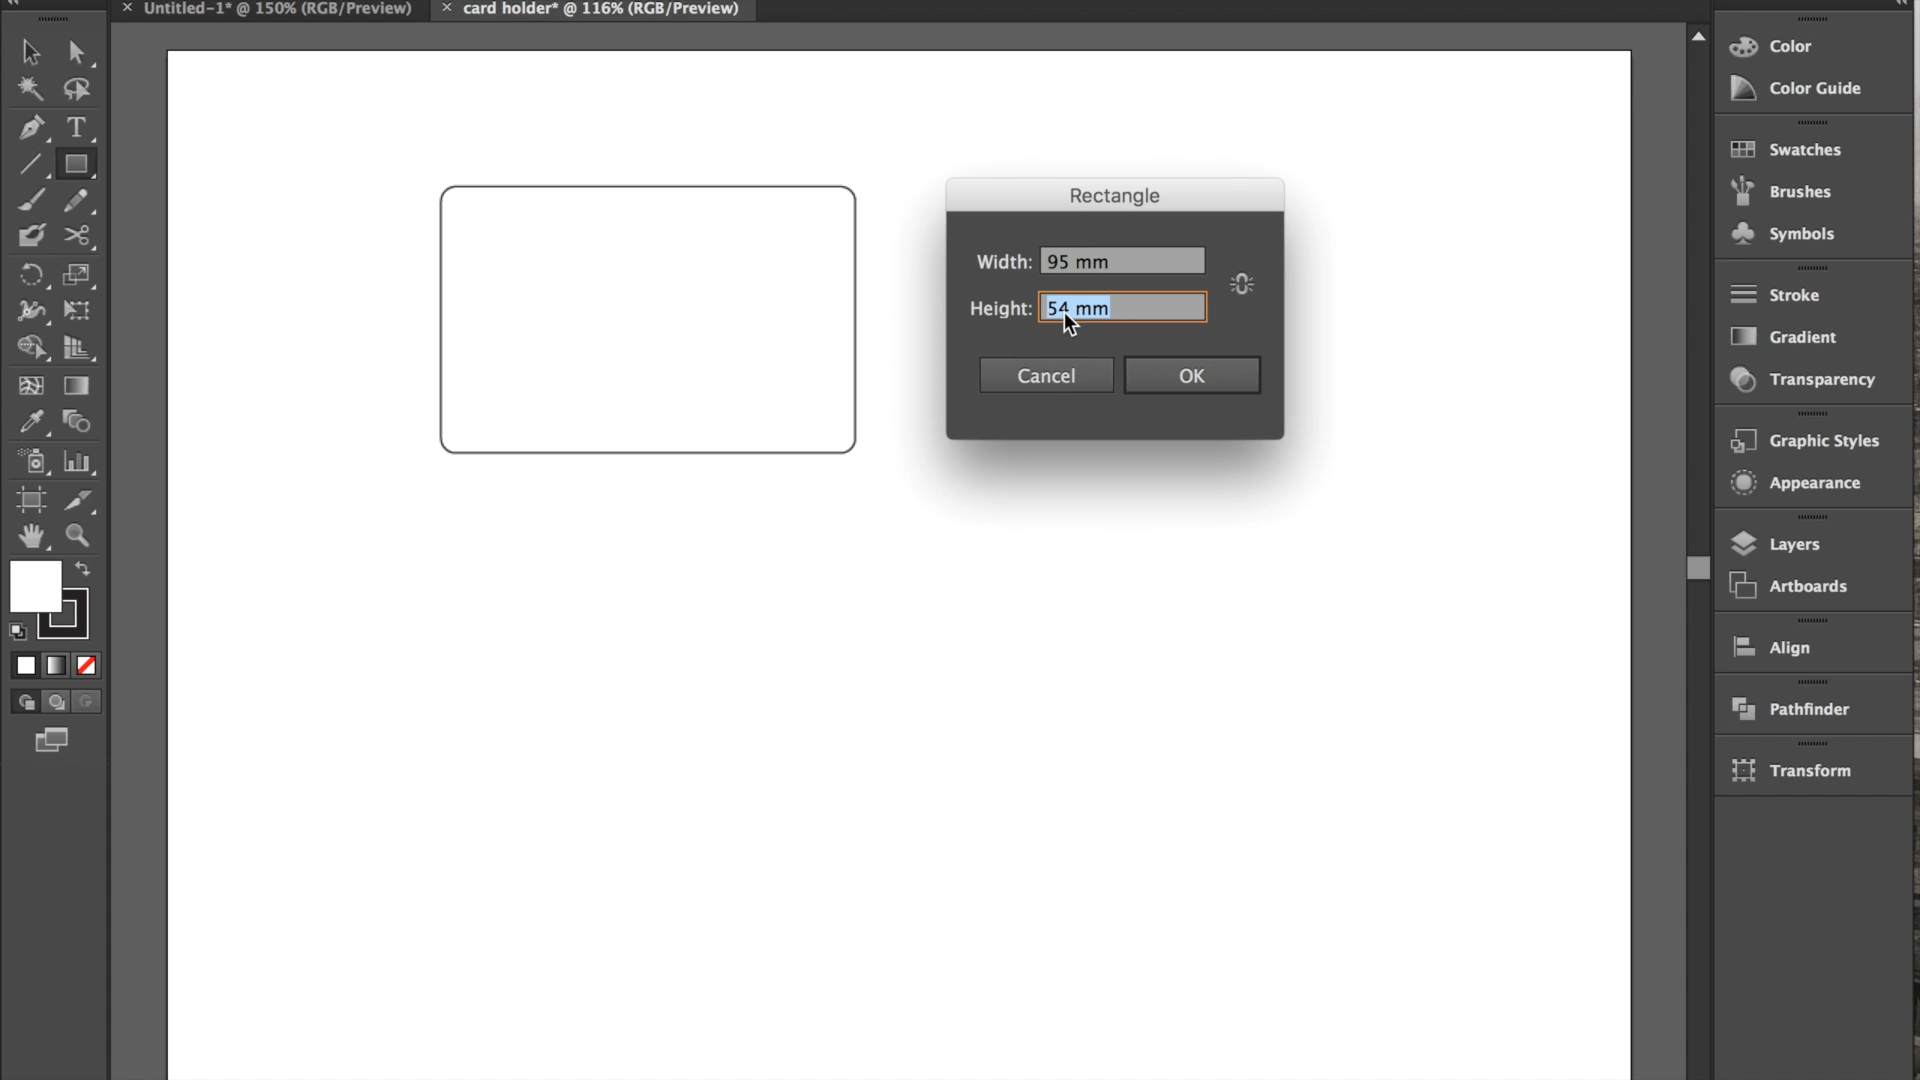 Untitled-1* @ 150% (RGB/Preview)
card holder* @ 116% (RGB/Preview)
T
Rectangle
Width: 95 mm
Height: 54 mm
Cancel
OK
Color
Color Guide
Swatches
Brushes
Symbols
Stroke
Gradient
Transparency
Graphic Styles
Appearance
Layers
Artboards
Align
Pathfinder
Transform